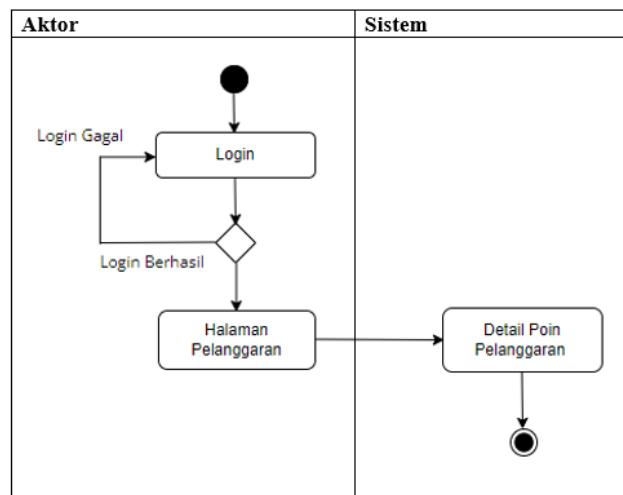 Aktor
Sistem
Login Gagal
Login
Login Berhasil
Halaman
Pelanggaran
Detail Poin
Pelanggaran